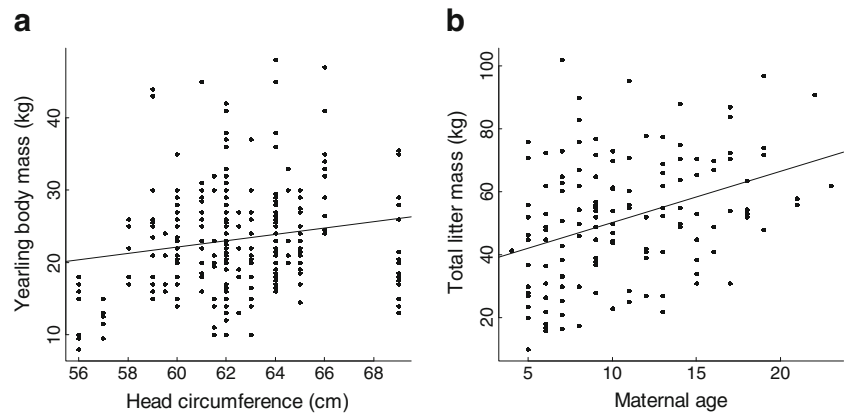 a
Yearling body mass (kg)
40
30
20
10
56 58 60 62 64 66 68
Head circumference (cm)
b
Total litter mass (kg)
100
80
60
40
20
5 10 15 20
Maternal age